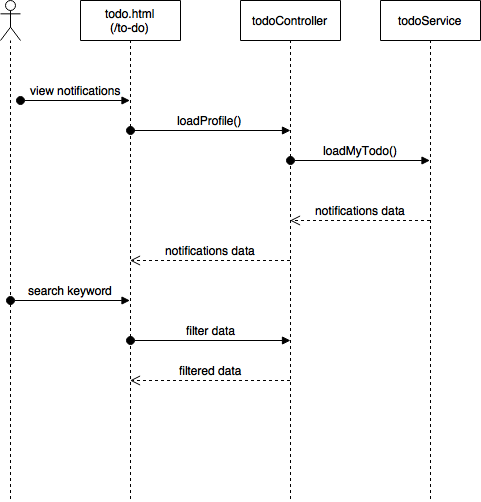 todo.html
(/to-do)
todoController
todoService
view notifications
loadProfile()
loadMyTodo()
notifications data
notifications data
search keyword
filter data
filtered data